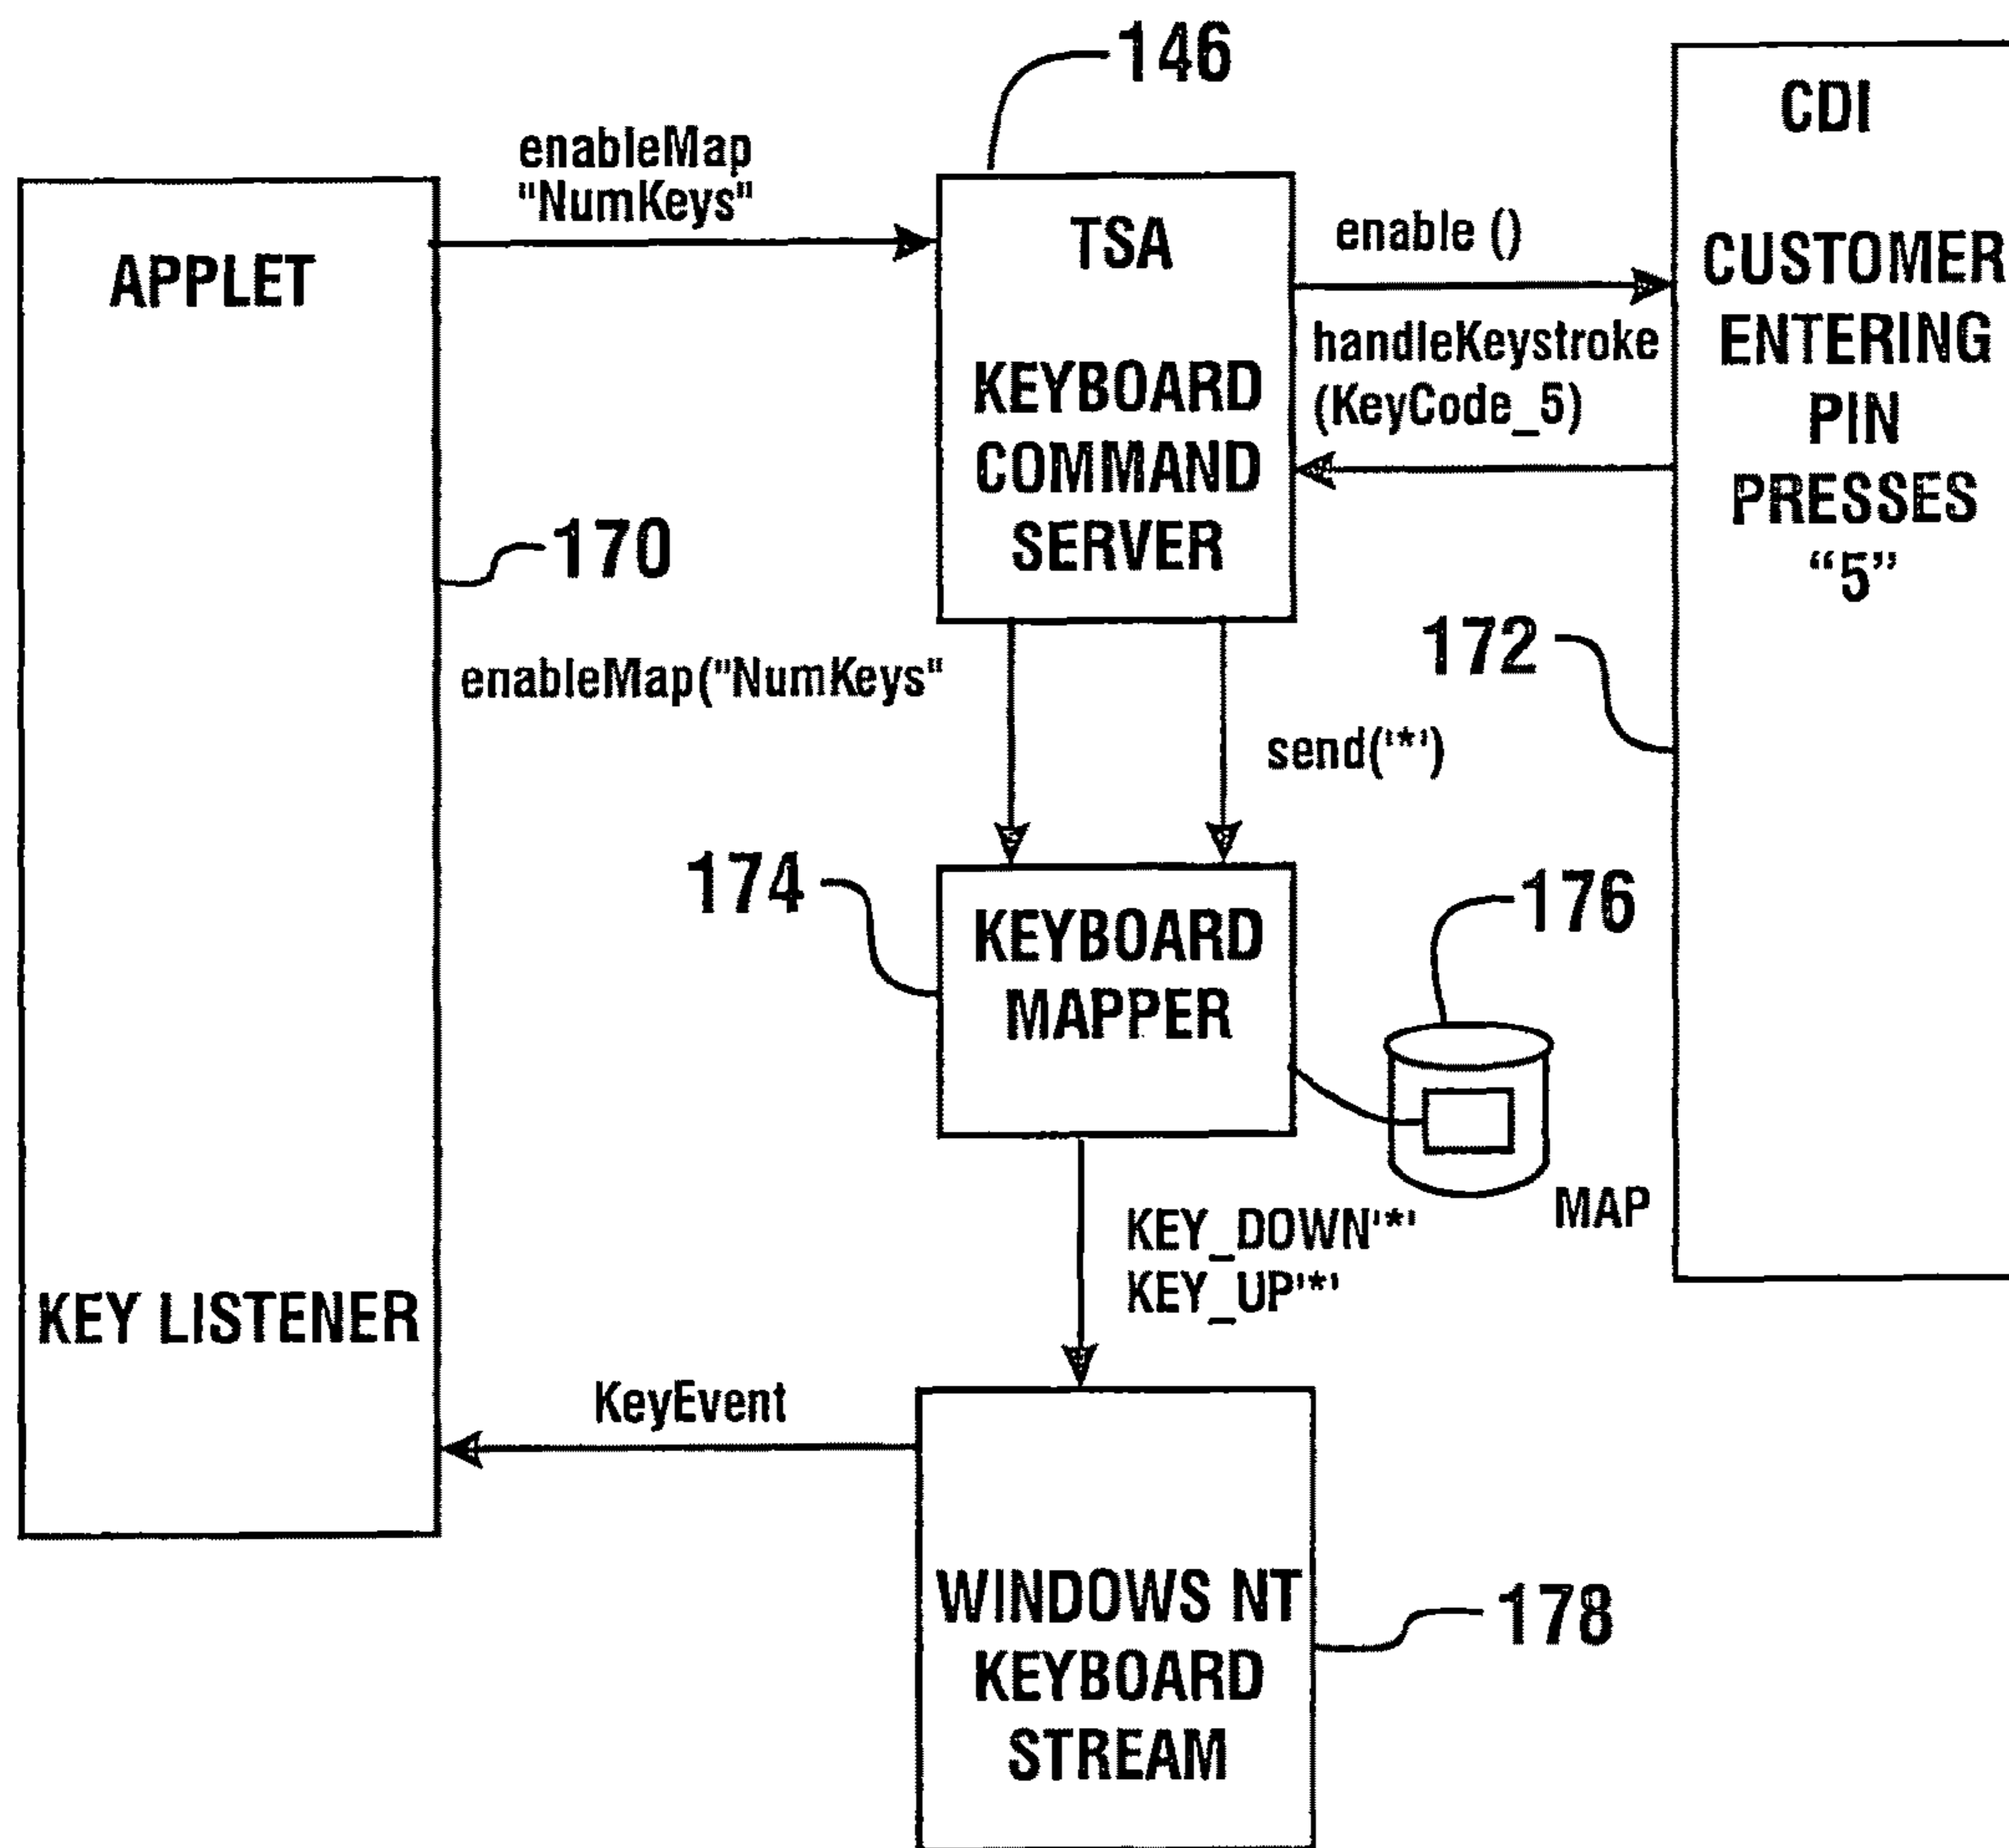 146
CDI
CUSTOMER
ENTERING
PIN
PRESSES
“5”
enableMap
"NumKeys"
APPLET
TSA
KEYBOARD
COMMAND
SERVER
enable ()
handleKeystroke
(KeyCode_5)
170
172
enableMap("NumKeys"
send('*')
174
KEYBOARD
MAPPER
176
MAP
KEY_DOWN'*'
KEY_UP'*'
KEY LISTENER
KeyEvent
WINDOWS NT
KEYBOARD
STREAM
178